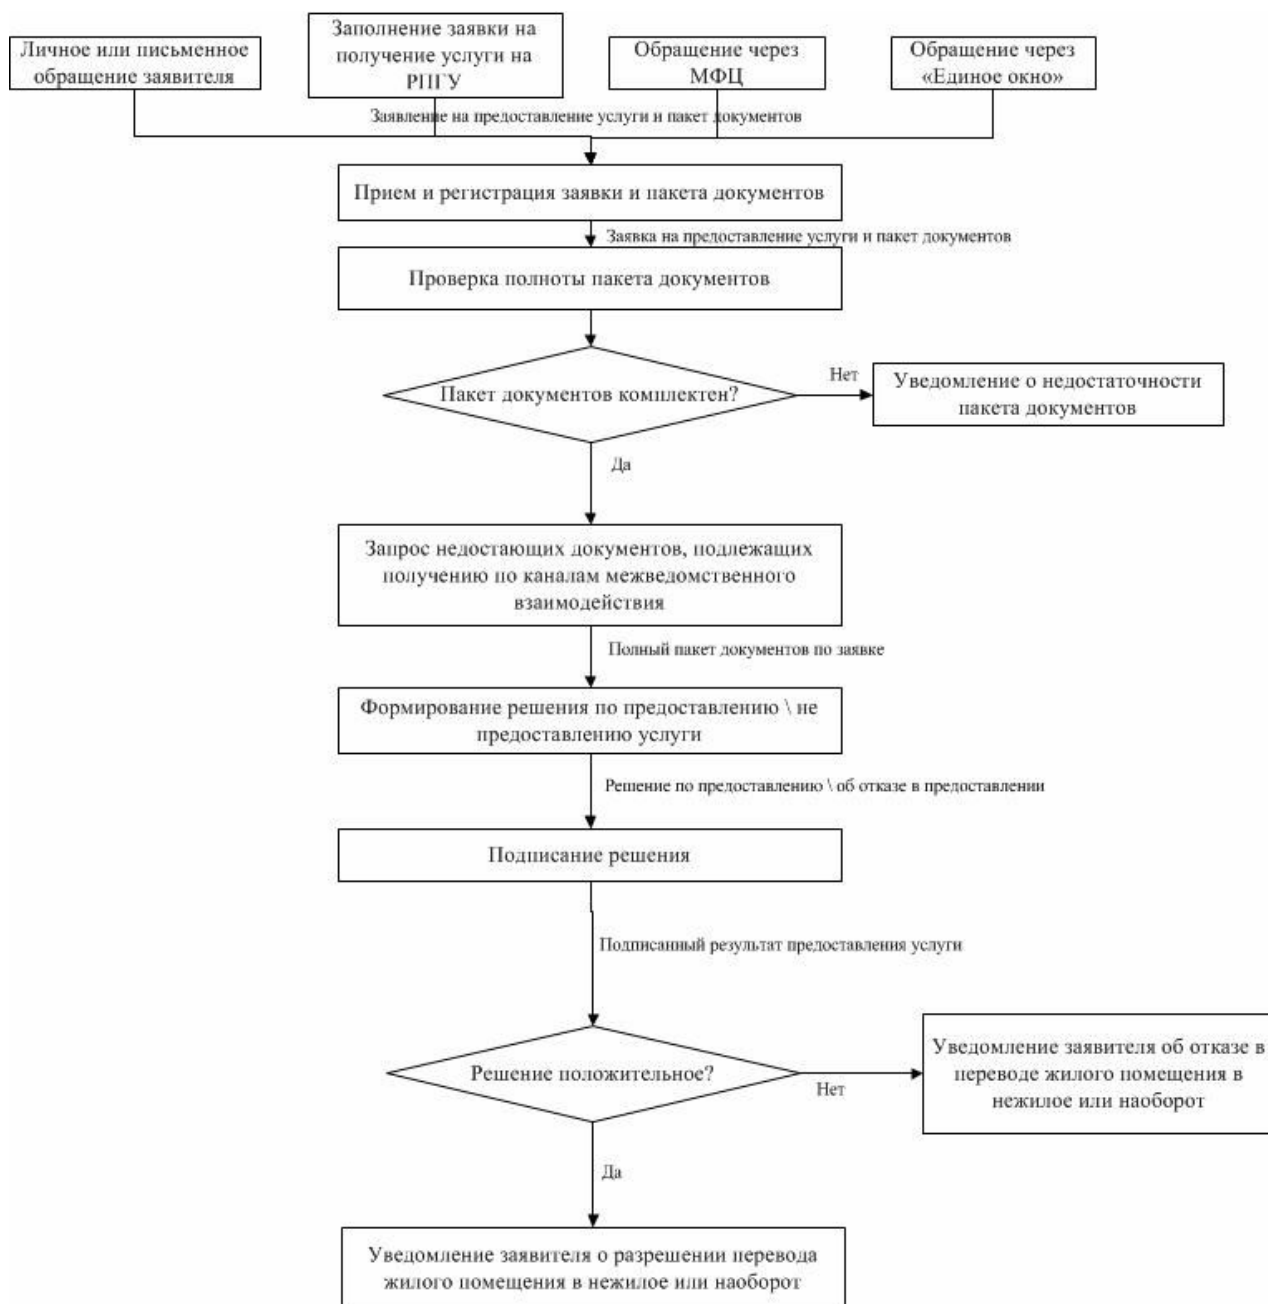 Личное или письменное
обращение заявителя
Заполнение заявки на
получение услуги на
РПГУ
Обращение через
МФЦ
Обращение через
«Единое окно»
Заявление на предоставление услуги и пакет документов
Прием и регистрация заявки и пакета документов
Заявка на предоставление услуги и пакет документов
Проверка полноты пакета документов
Пакет документов комплектен?
Нет
Уведомление о недостаточности
пакета документов
Да
Запрос недостающих документов, подлежащих
получению по каналам межведомственного
взаимодействия
Полный пакет документов по заявке
Формирование решения по предоставлению \ не
предоставлению услуги
Решение по предоставлению \ об отказе в предоставлении
Подписание решения
Подписанный результат предоставления услуги
Решение положительное?
Нет
Уведомление заявителя об отказе в
переводе жилого помещения в
нежилое или наоборот
Да
Уведомление заявителя о разрешении перевода
жилого помещения в нежилое или наоборот